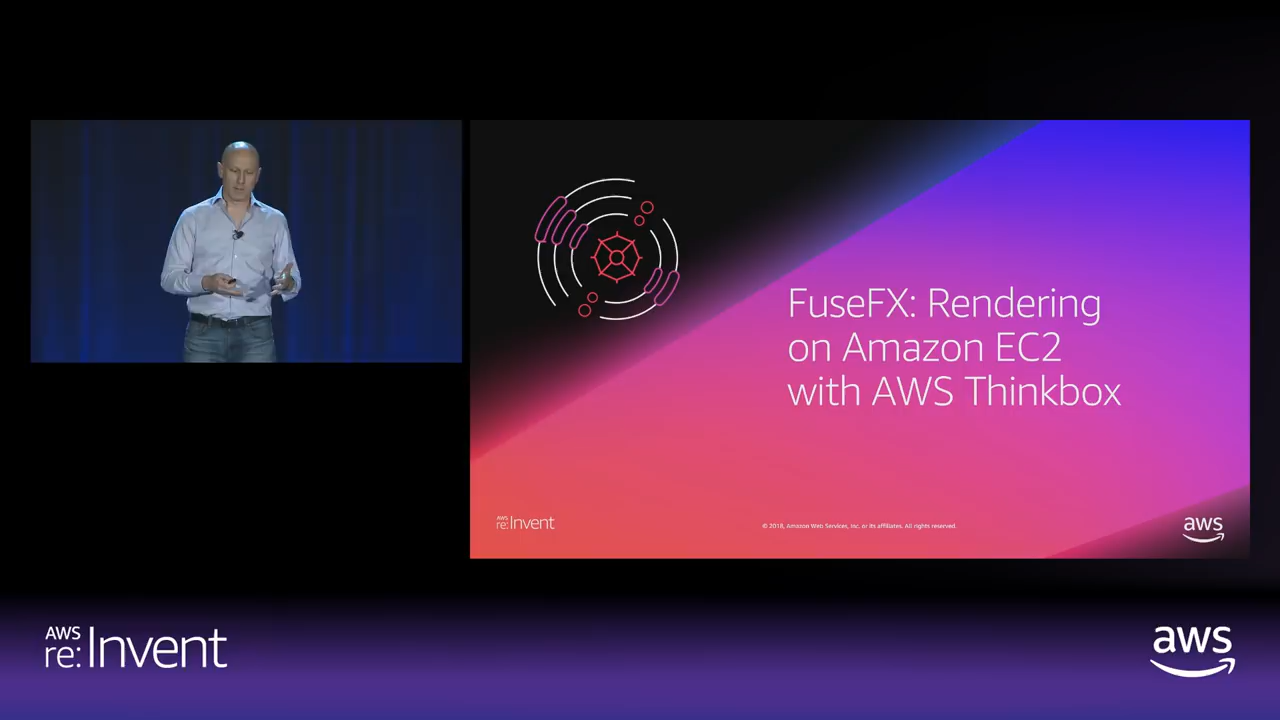 FuseFX: Rendering
on Amazon EC2
with AWS Thinkbox
AWS
re:Invent
© 2018, Amazon Web Services, Inc. or its affiliates. All rights reserved.
aws
AWS
re:Invent
aws